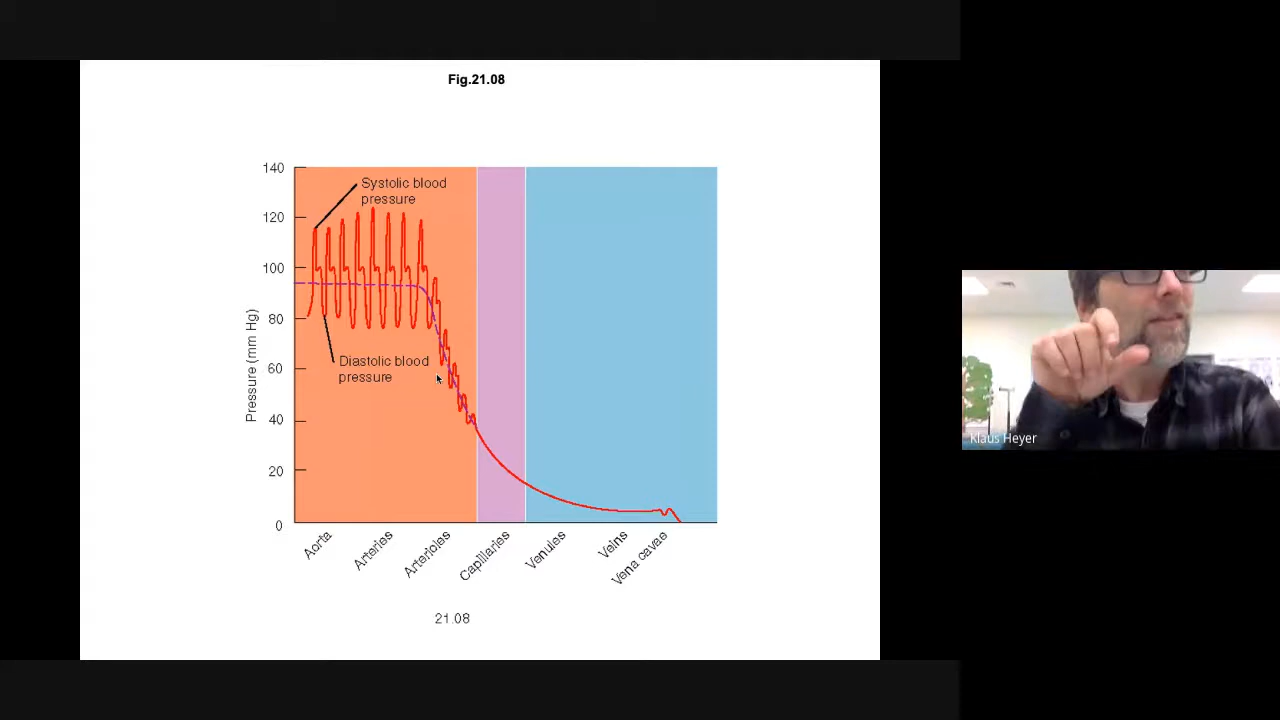 Fig.21.08
140
120
100
80
60
40
20
0
Pressure (mm Hg)
Systolic blood
pressure
Diastolic blood
pressure
Aorta
Arteries
Arterioles
Capillaries
Venules
Veins
Vena cavae
21.08
Klaus Heyer